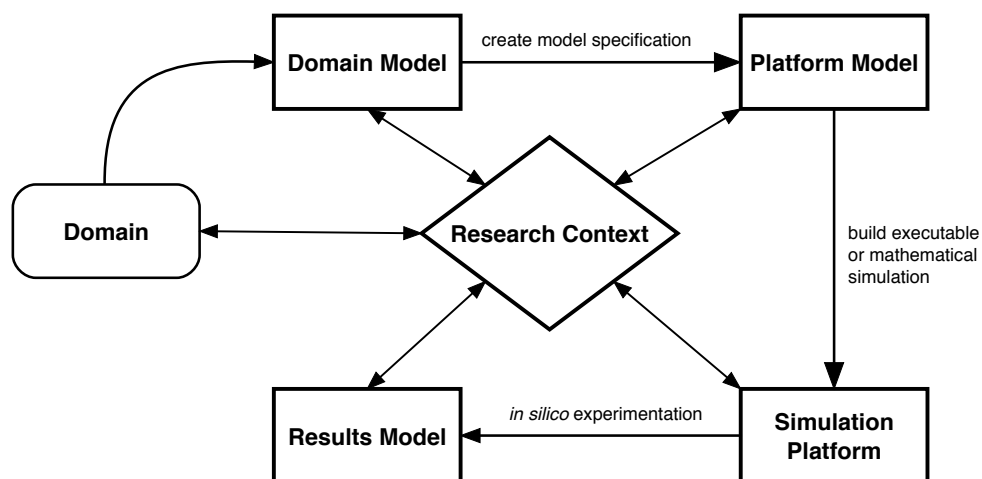 Domain Model
create model specification
Platform Model
Domain
Research Context
build executable
or mathematical
simulation
Results Model
in silico experimentation
Simulation
Platform